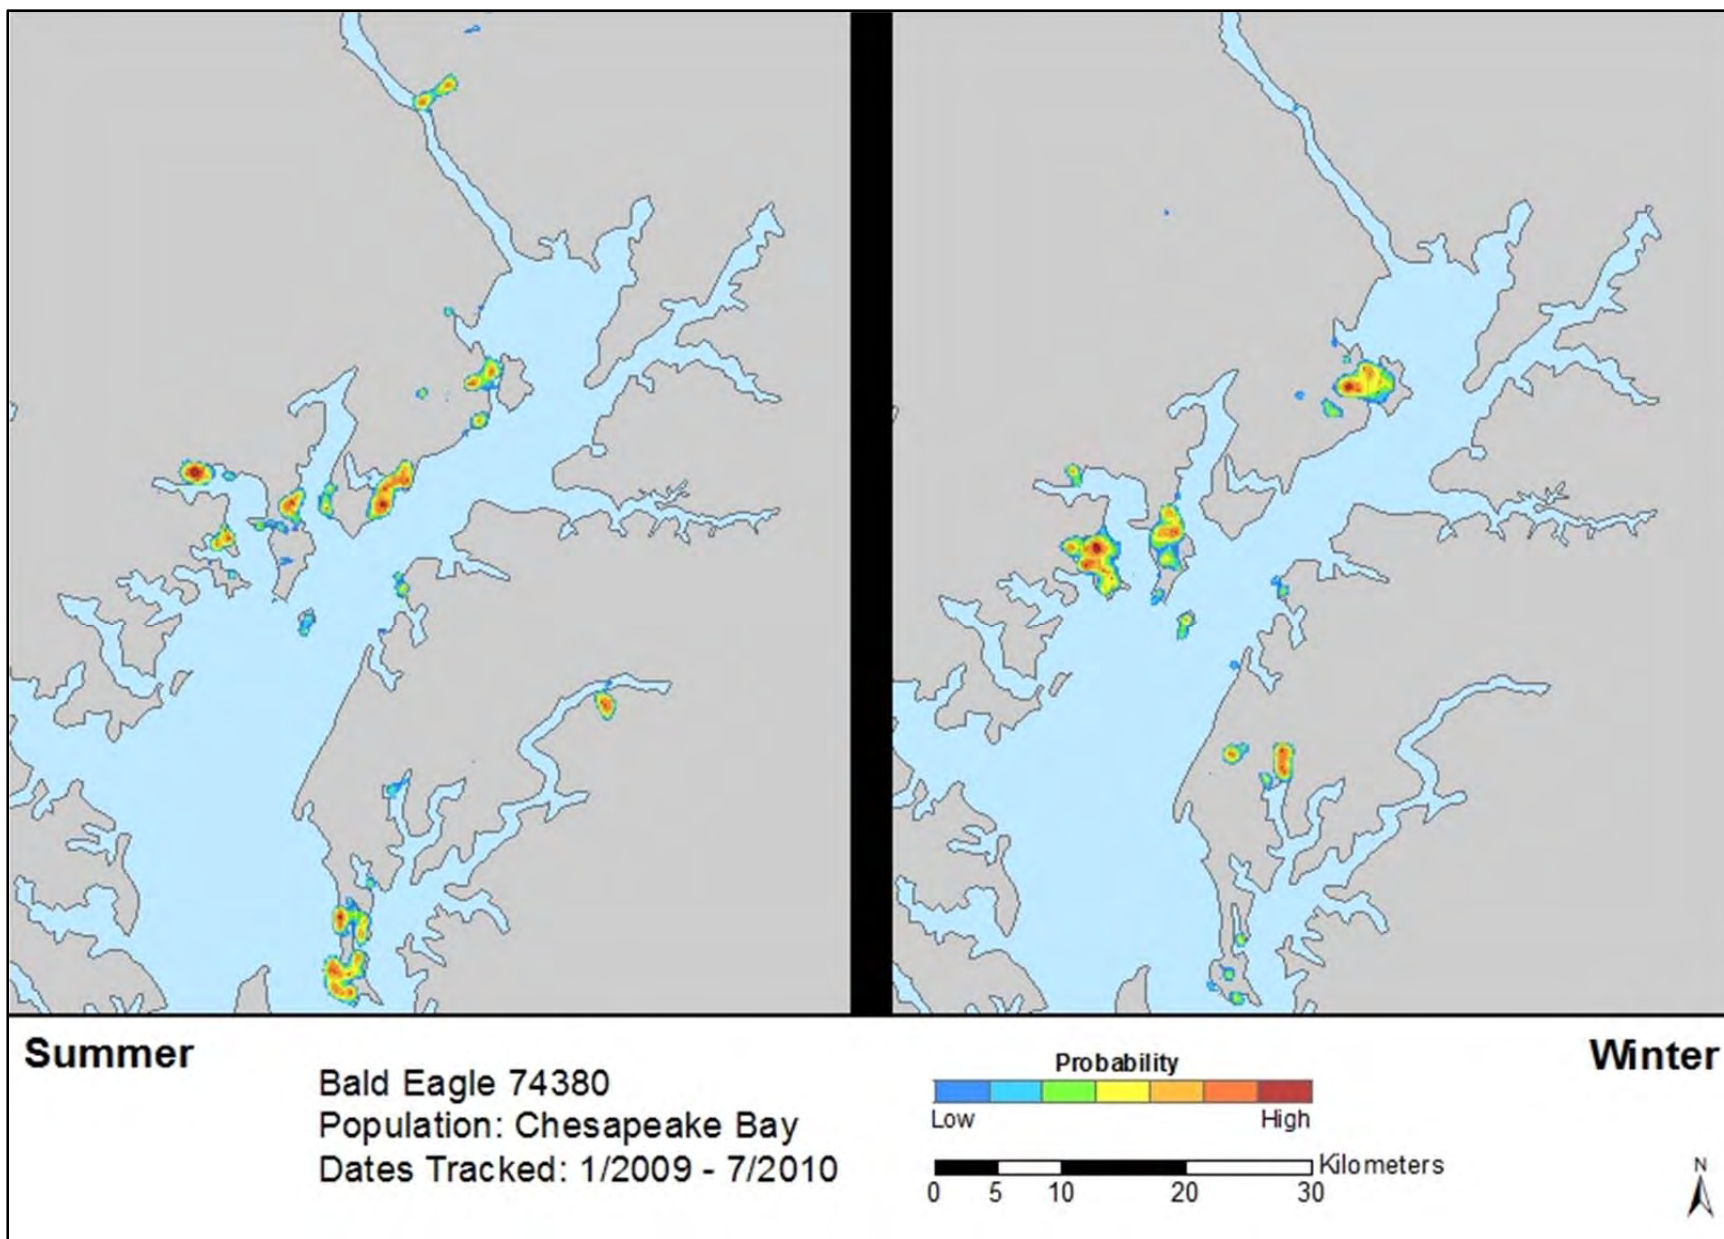 Summer
Winter
Bald Eagle 74380
Population: Chesapeake Bay
Dates Tracked: 1/2009 - 7/2010
Probability
Low High
Kilometers
0 5 10 20 30
N